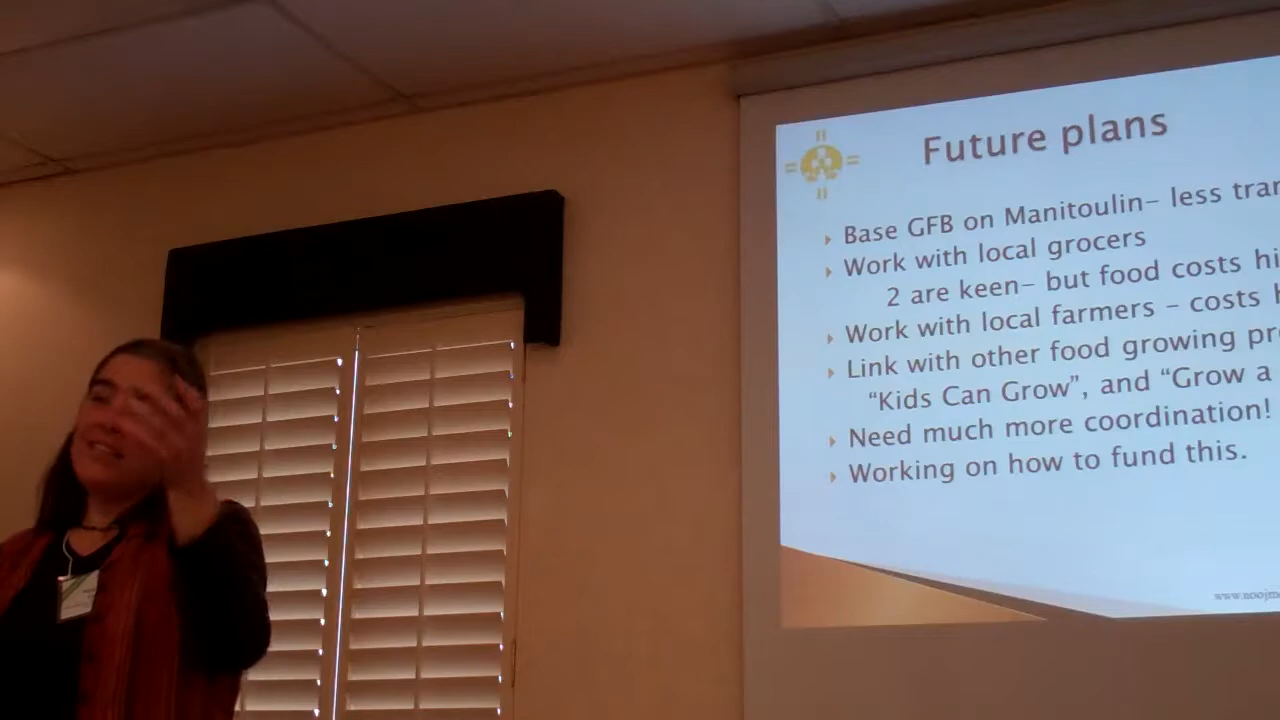 Future plans
Base GFB on Manitoulin- less
Work with local grocers
2 are keen- but food costs
Work with local farmers - costs
Link with other food growing
"Kids Can Grow", and "Grow a
Need much more coordination!
Working on how to fund this.